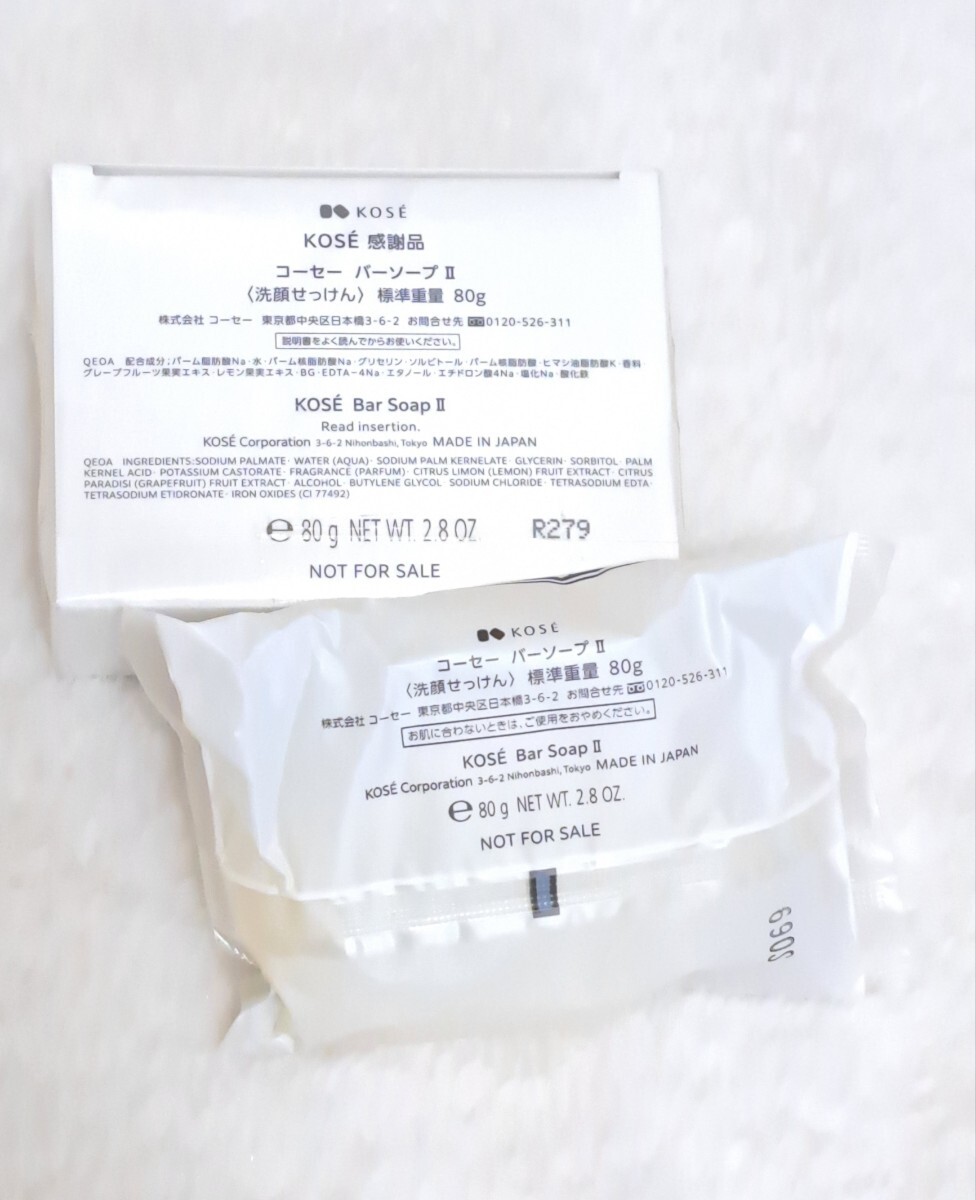 KOSÉ
KOSÉ 感謝品
コーセー バーソープ Ⅱ
〈洗顔せっけん〉 標準重量 80g
株式会社 コーセー 東京都中央区日本橋3-6-2 お問合せ先 0120-526-311
説明書をよく読んでからお使いください。
QEOA 配合成分;パーム脂肪酸Na・水・パーム核脂肪酸Na・グリセリン・ソルビトール・パーム核脂肪酸・ヒマシ油脂肪酸K・香料・
グレープフルーツ果実エキス・レモン果実エキス・BG・EDTA-4Na・エタノール・エチドロン酸4Na・塩化Na・酸化鉄
KOSÉ Bar Soap Ⅱ
Read insertion.
KOSÉ Corporation 3-6-2 Nihonbashi, Tokyo MADE IN JAPAN
QEOA INGREDIENTS:SODIUM PALMATE· WATER (AQUA)· SODIUM PALM KERNELATE· GLYCERIN· SORBITOL· PALM
KERNEL ACID· POTASSIUM CASTORATE· FRAGRANCE (PARFUM)· CITRUS LIMON (LEMON) FRUIT EXTRACT· CITRUS
PARADISI (GRAPEFRUIT) FRUIT EXTRACT· ALCOHOL· BUTYLENE GLYCOL· SODIUM CHLORIDE· TETRASODIUM EDTA·
TETRASODIUM ETIDRONATE· IRON OXIDES (CI 77492)
℮ 80 g NET WT. 2.8 OZ. R279
NOT FOR SALE
KOSÉ
コーセー バーソープ Ⅱ
〈洗顔せっけん〉 標準重量 80g
株式会社 コーセー 東京都中央区日本橋3-6-2 お問合せ先 0120-526-311
お肌に合わないときは、ご使用をおやめください。
KOSÉ Bar Soap Ⅱ
KOSÉ Corporation 3-6-2 Nihonbashi, Tokyo MADE IN JAPAN
℮ 80 g NET WT. 2.8 OZ.
NOT FOR SALE